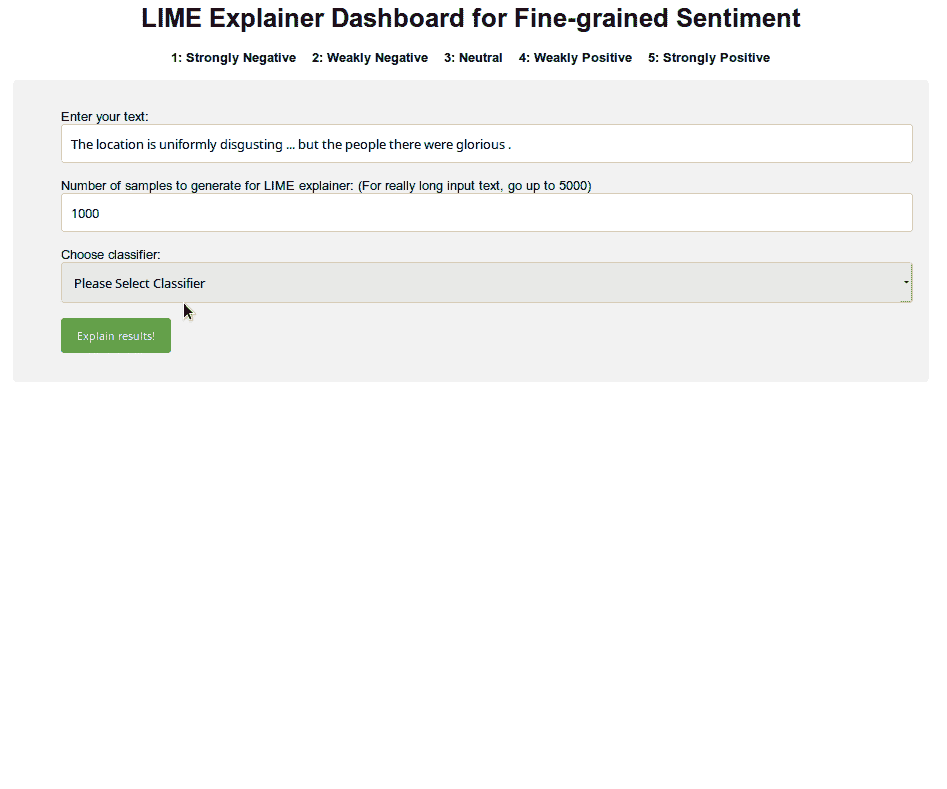 LIME Explainer Dashboard for Fine-grained Sentiment
1: Strongly Negative 2: Weakly Negative 3: Neutral 4: Weakly Positive 5: Strongly Positive
Enter your text:
The location is uniformly disgusting ... but the people there were glorious .
Number of samples to generate for LIME explainer: (For really long input text, go up to 5000)
1000
Choose classifier:
Please Select Classifier
Explain results!